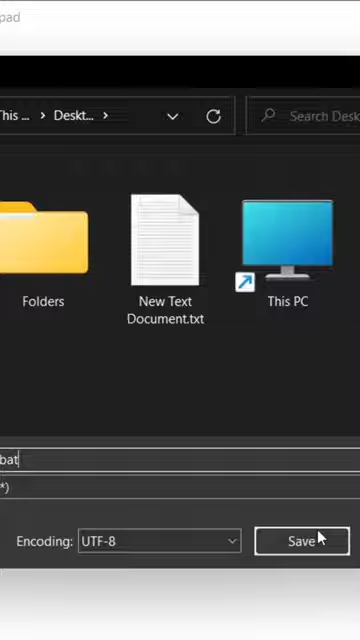 pad
This ... > Deskt... >
Search Desk
Folders
New Text
Document.txt
This PC
bat
*)
Encoding: UTF-8
Save